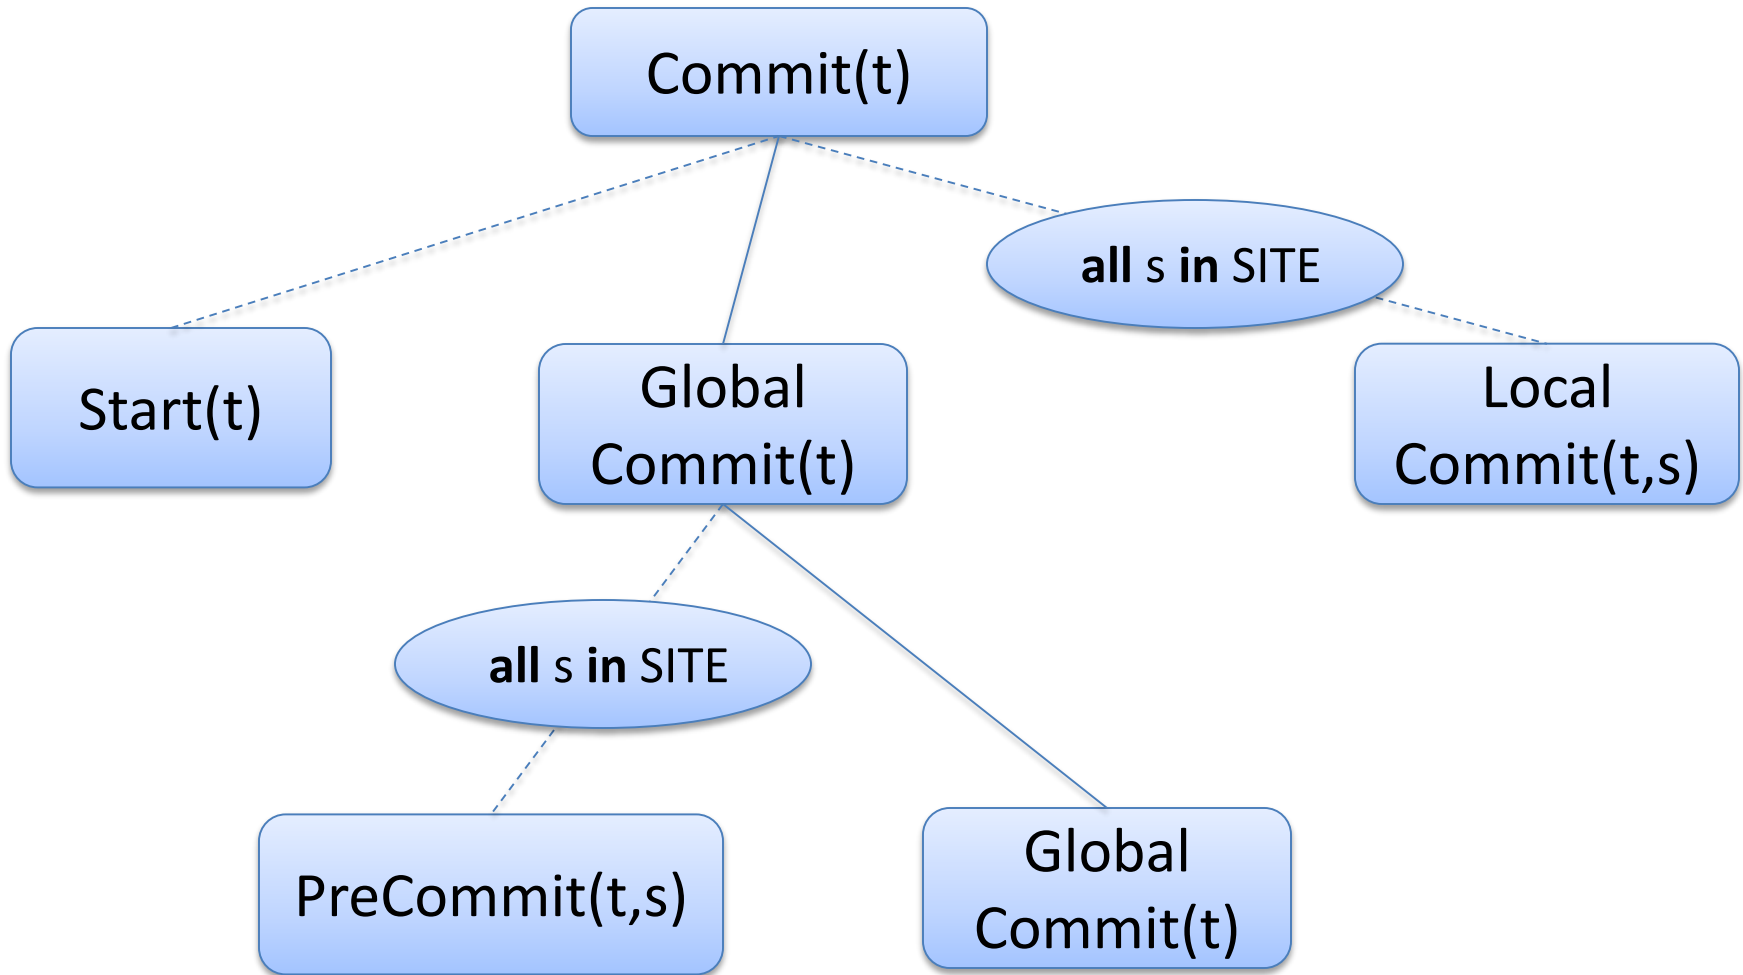 Commit(t)
all s in SITE
Start(t)
Global
Commit(t)
Local
Commit(t,s)
all s in SITE
PreCommit(t,s)
Global
Commit(t)